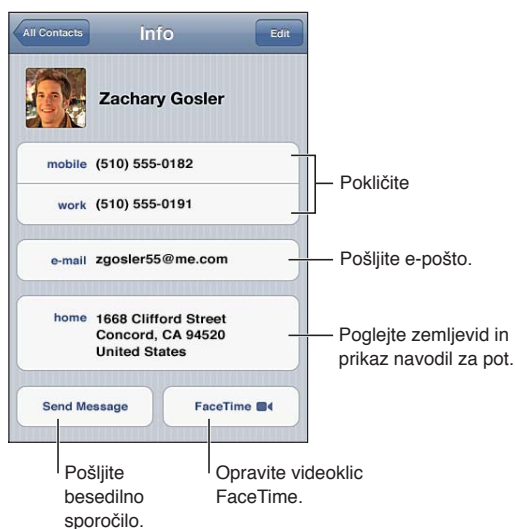 All Contacts Info Edit
Zachary Gosler
mobile (510) 555-0182
work (510) 555-0191
Pokličite
e-mail zgosler55@me.com
Pošljite e-pošto.
home 1668 Clifford Street
Concord, CA 94520
United States
Poglejte zemljevid in
prikaz navodil za pot.
Send Message FaceTime
Pošljite
besedilno
sporočilo.
Opravite videoklic
FaceTime.